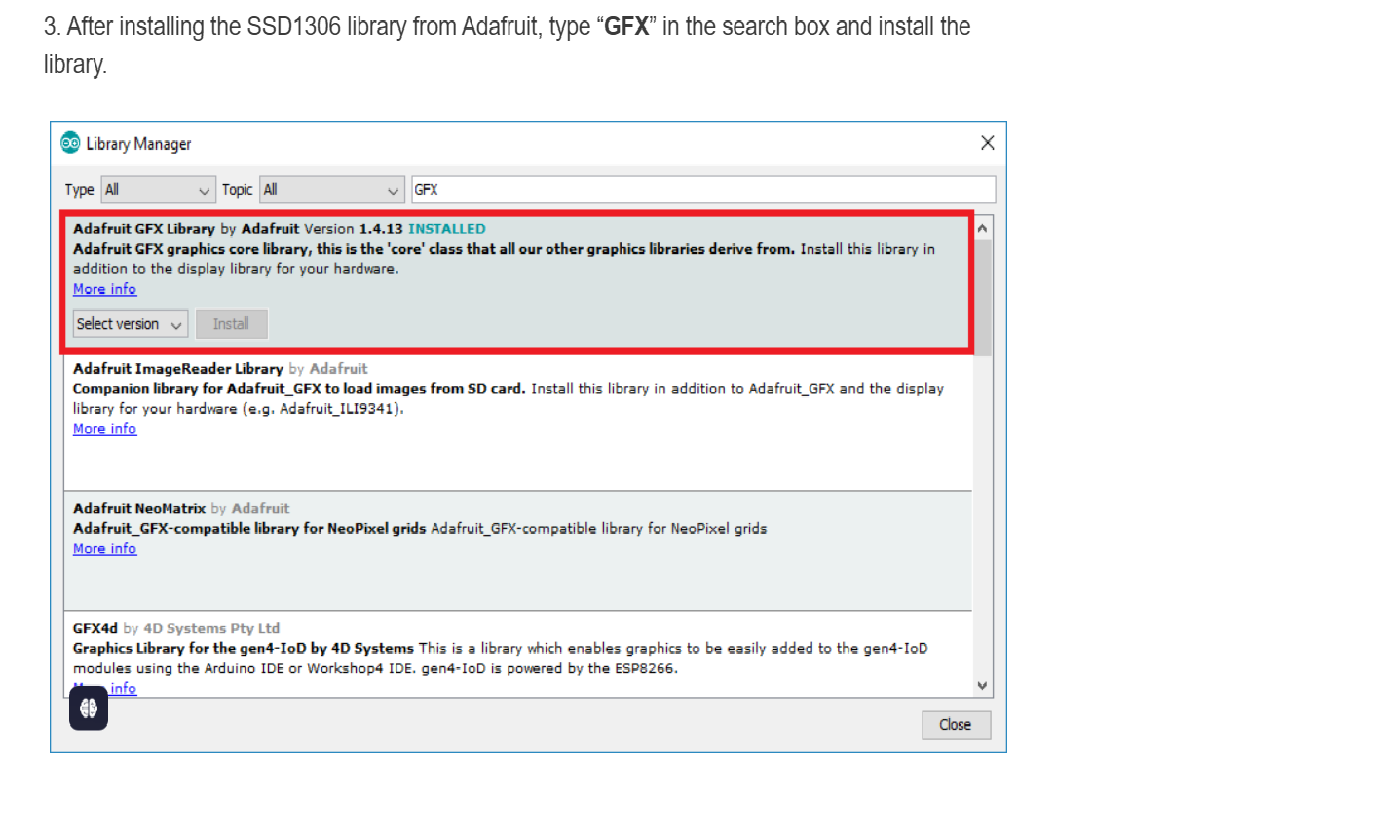 3. After installing the SSD1306 library from Adafruit, type “GFX” in the search box and install the
library.
Library Manager
Type All Topic All GFX
Adafruit GFX Library by Adafruit Version 1.4.13 INSTALLED
Adafruit GFX graphics core library, this is the 'core' class that all our other graphics libraries derive from. Install this library in
addition to the display library for your hardware.
More info
Select version Install
Adafruit ImageReader Library by Adafruit
Companion library for Adafruit_GFX to load images from SD card. Install this library in addition to Adafruit_GFX and the display
library for your hardware (e.g. Adafruit_ILI9341).
More info
Adafruit NeoMatrix by Adafruit
Adafruit_GFX-compatible library for NeoPixel grids Adafruit_GFX-compatible library for NeoPixel grids
More info
GFX4d by 4D Systems Pty Ltd
Graphics Library for the gen4-IoD by 4D Systems This is a library which enables graphics to be easily added to the gen4-IoD
modules using the Arduino IDE or Workshop4 IDE. gen4-IoD is powered by the ESP8266.
info
Close